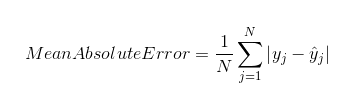 MeanAbsoluteError = \frac{1}{N} \sum_{j=1}^{N} |y_j - \hat{y}_j|